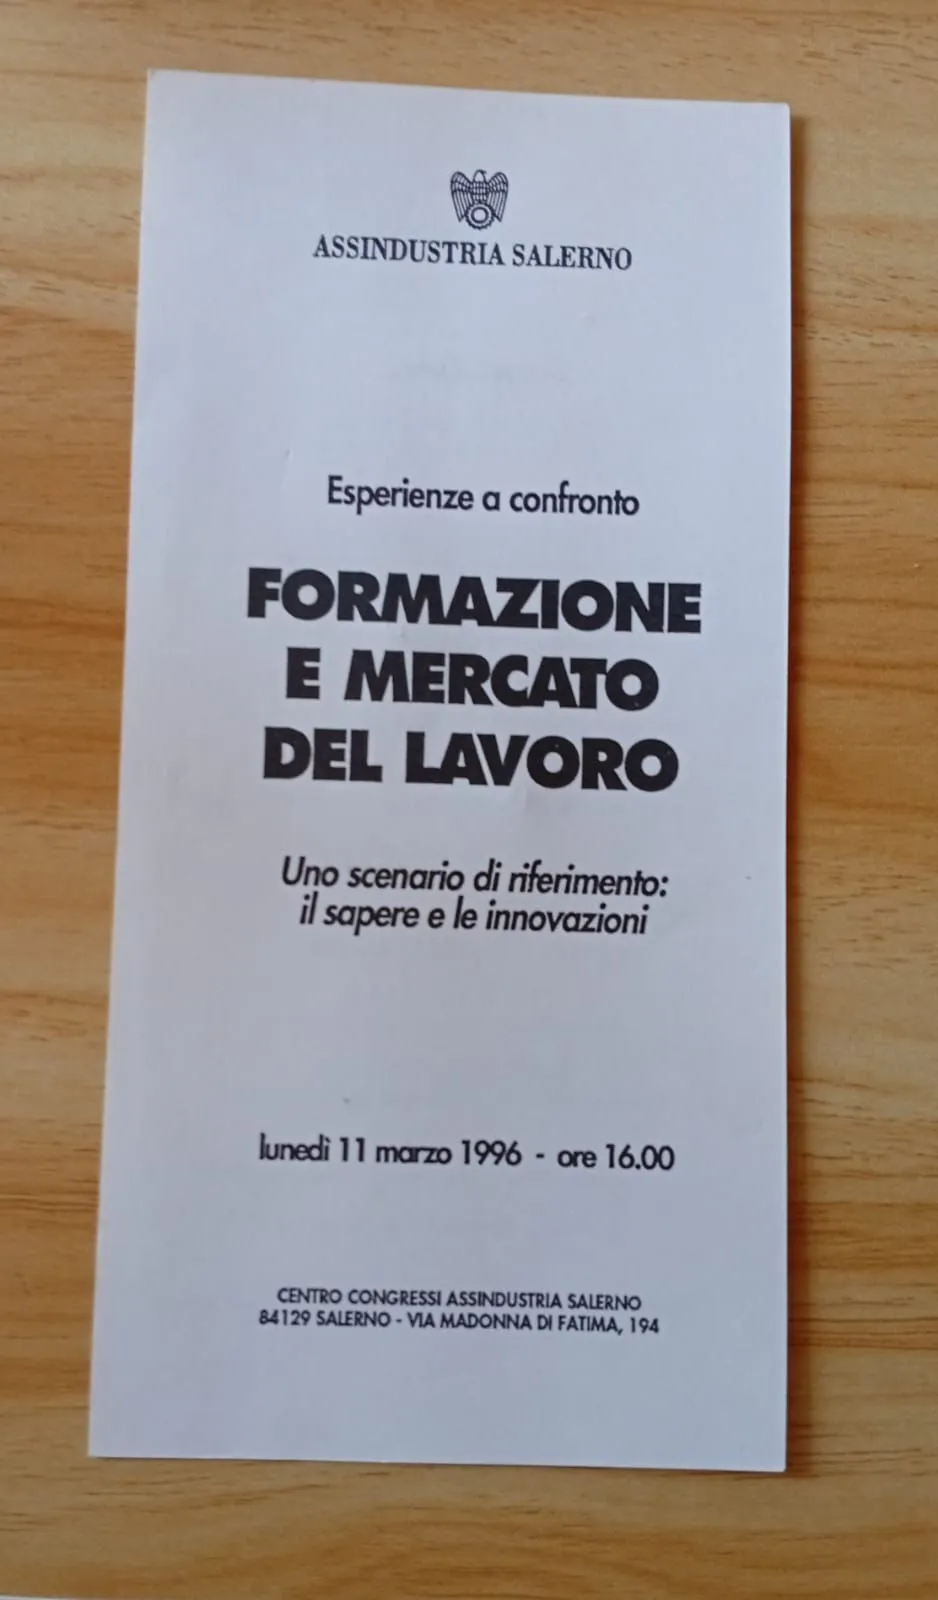 ASSINDUSTRIA SALERNO
Esperienze a confronto
FORMAZIONE
E MERCATO
DEL LAVORO
Uno scenario di riferimento:
il sapere e le innovazioni
lunedì 11 marzo 1996 - ore 16.00
CENTRO CONGRESSI ASSINDUSTRIA SALERNO
84129 SALERNO - VIA MADONNA DI FATIMA, 194